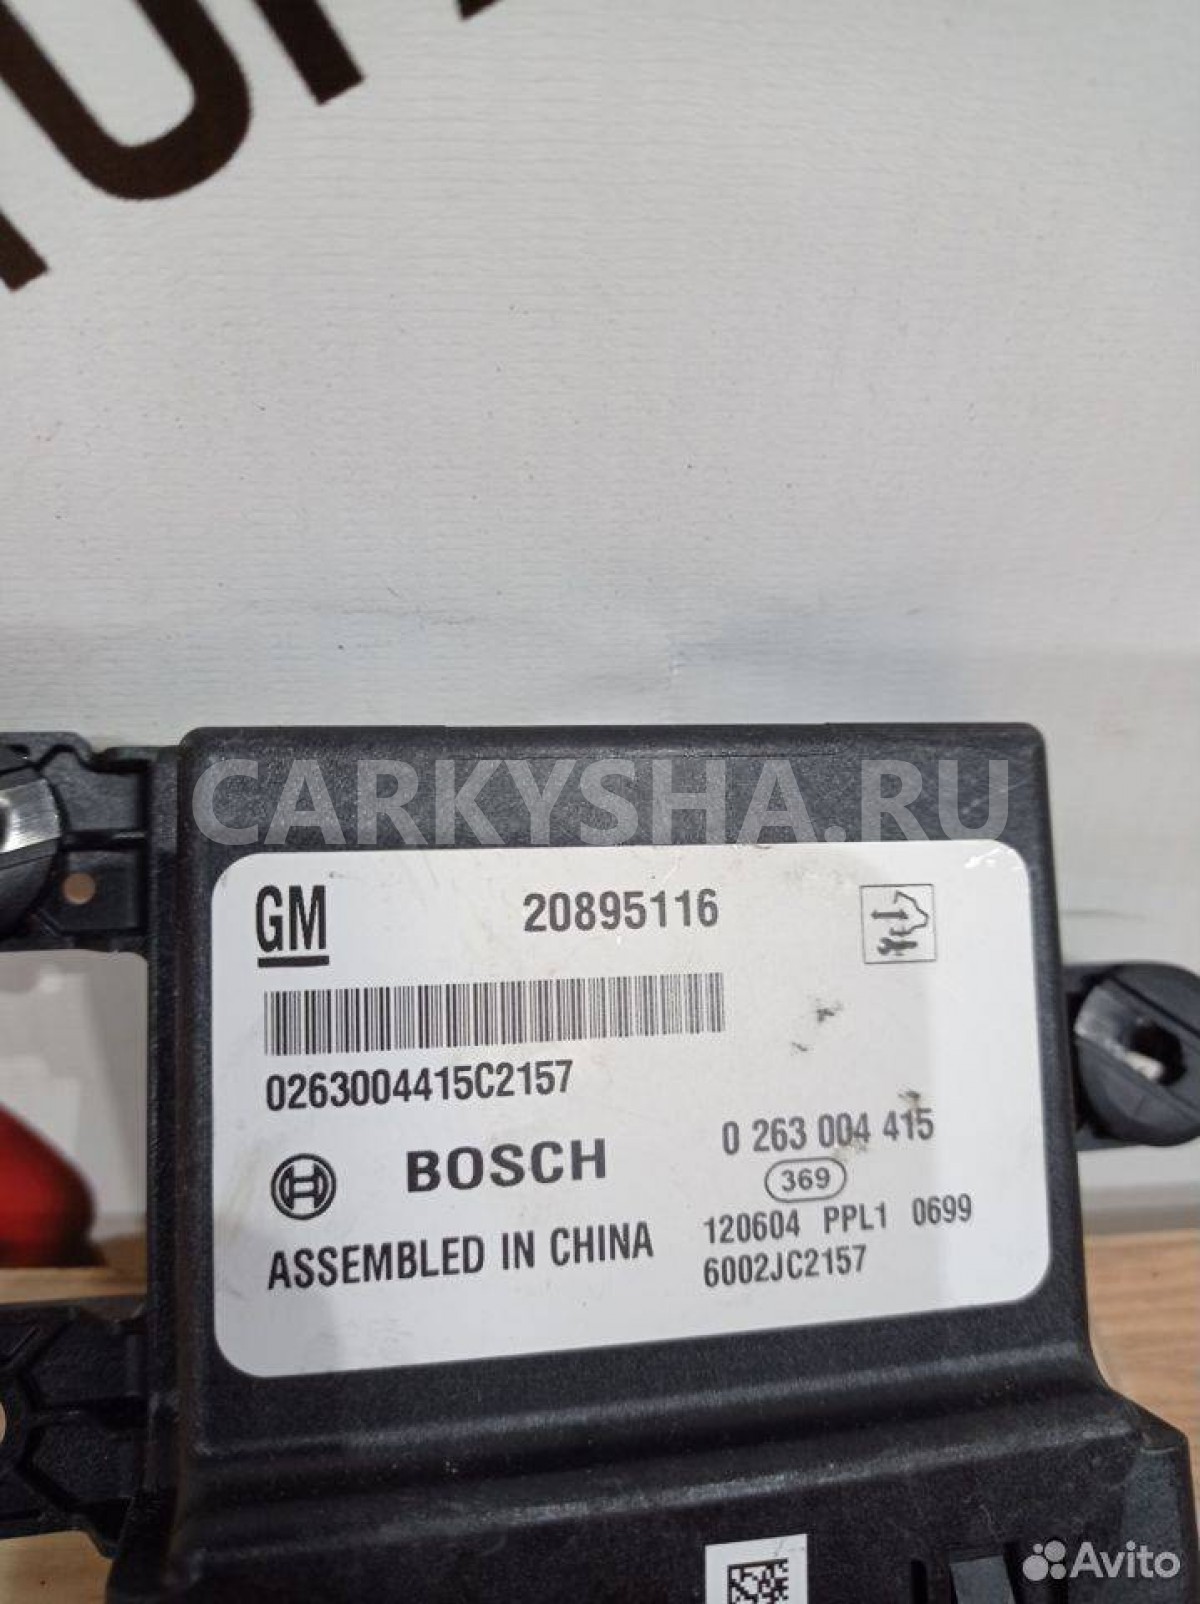 CARKYSHA.RU
GM 20895116
0263004415C2157
BOSCH
0 263 004 415
369
ASSEMBLED IN CHINA
120604 PPL1 0699
6002JC2157
Avito